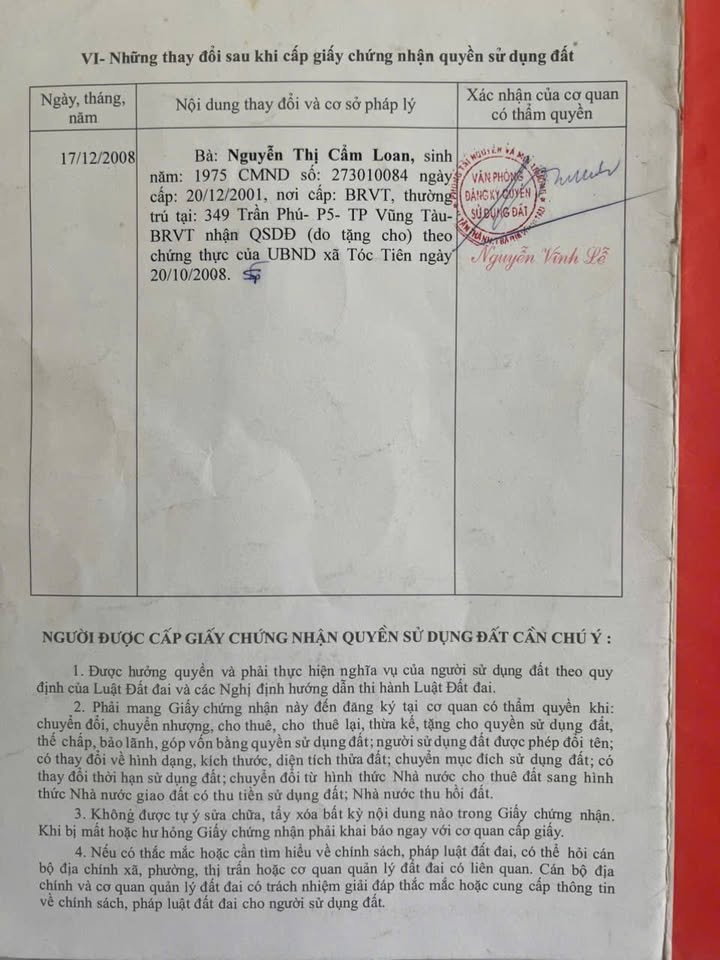 VI- Những thay đổi sau khi cấp giấy chứng nhận quyền sử dụng đất
Ngày, tháng,
năm
Nội dung thay đổi và cơ sở pháp lý
Xác nhận của cơ quan
có thẩm quyền
17/12/2008
Bà: Nguyễn Thị Cẩm Loan, sinh
năm: 1975 CMND số: 273010084 ngày
cấp: 20/12/2001, nơi cấp: BRVT, thường
trú tại: 349 Trần Phú- P5- TP Vũng Tàu-
BRVT nhận QSDĐ (do tặng cho) theo
chứng thực của UBND xã Tóc Tiên ngày
20/10/2008.
VĂN PHÒNG
ĐĂNG KÝ QUYỀN
SỬ DỤNG ĐẤT
Nguyễn Vĩnh Lễ
NGƯỜI ĐƯỢC CẤP GIẤY CHỨNG NHẬN QUYỀN SỬ DỤNG ĐẤT CẦN CHÚ Ý :
1. Được hưởng quyền và phải thực hiện nghĩa vụ của người sử dụng đất theo quy
định của Luật Đất đai và các Nghị định hướng dẫn thi hành Luật Đất đai.
2. Phải mang Giấy chứng nhận này đến đăng ký tại cơ quan có thẩm quyền khi:
chuyển đổi, chuyển nhượng, cho thuê, cho thuê lại, thừa kế, tặng cho quyền sử dụng đất,
thế chấp, bảo lãnh, góp vốn bằng quyền sử dụng đất; người sử dụng đất được phép đổi tên;
có thay đổi về hình dạng, kích thước, diện tích thửa đất; chuyển mục đích sử dụng đất; có
thay đổi thời hạn sử dụng đất; chuyển đổi từ hình thức Nhà nước cho thuê đất sang hình
thức Nhà nước giao đất có thu tiền sử dụng đất; Nhà nước thu hồi đất.
3. Không được tự ý sửa chữa, tẩy xóa bất kỳ nội dung nào trong Giấy chứng nhận.
Khi bị mất hoặc hư hỏng Giấy chứng nhận phải khai báo ngay với cơ quan cấp giấy.
4. Nếu có thắc mắc hoặc cần tìm hiểu về chính sách, pháp luật đất đai, có thể hỏi cán
bộ địa chính xã, phường, thị trấn hoặc cơ quan quản lý đất đai có liên quan. Cán bộ địa
chính và cơ quan quản lý đất đai có trách nhiệm giải đáp thắc mắc hoặc cung cấp thông tin
về chính sách, pháp luật đất đai cho người sử dụng đất.